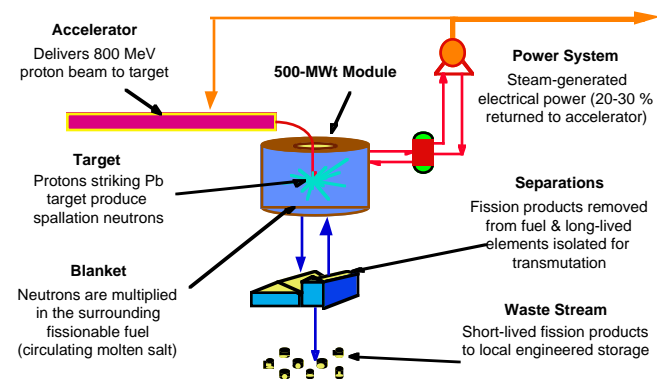 Accelerator
Delivers 800 MeV
proton beam to target
500-MWt Module
Power System
Steam-generated
electrical power (20-30 %
returned to accelerator)
Target
Protons striking Pb
target produce
spallation neutrons
Separations
Fission products removed
from fuel & long-lived
elements isolated for
transmutation
Blanket
Neutrons are multiplied
in the surrounding
fissionable fuel
(circulating molten salt)
Waste Stream
Short-lived fission products
to local engineered storage